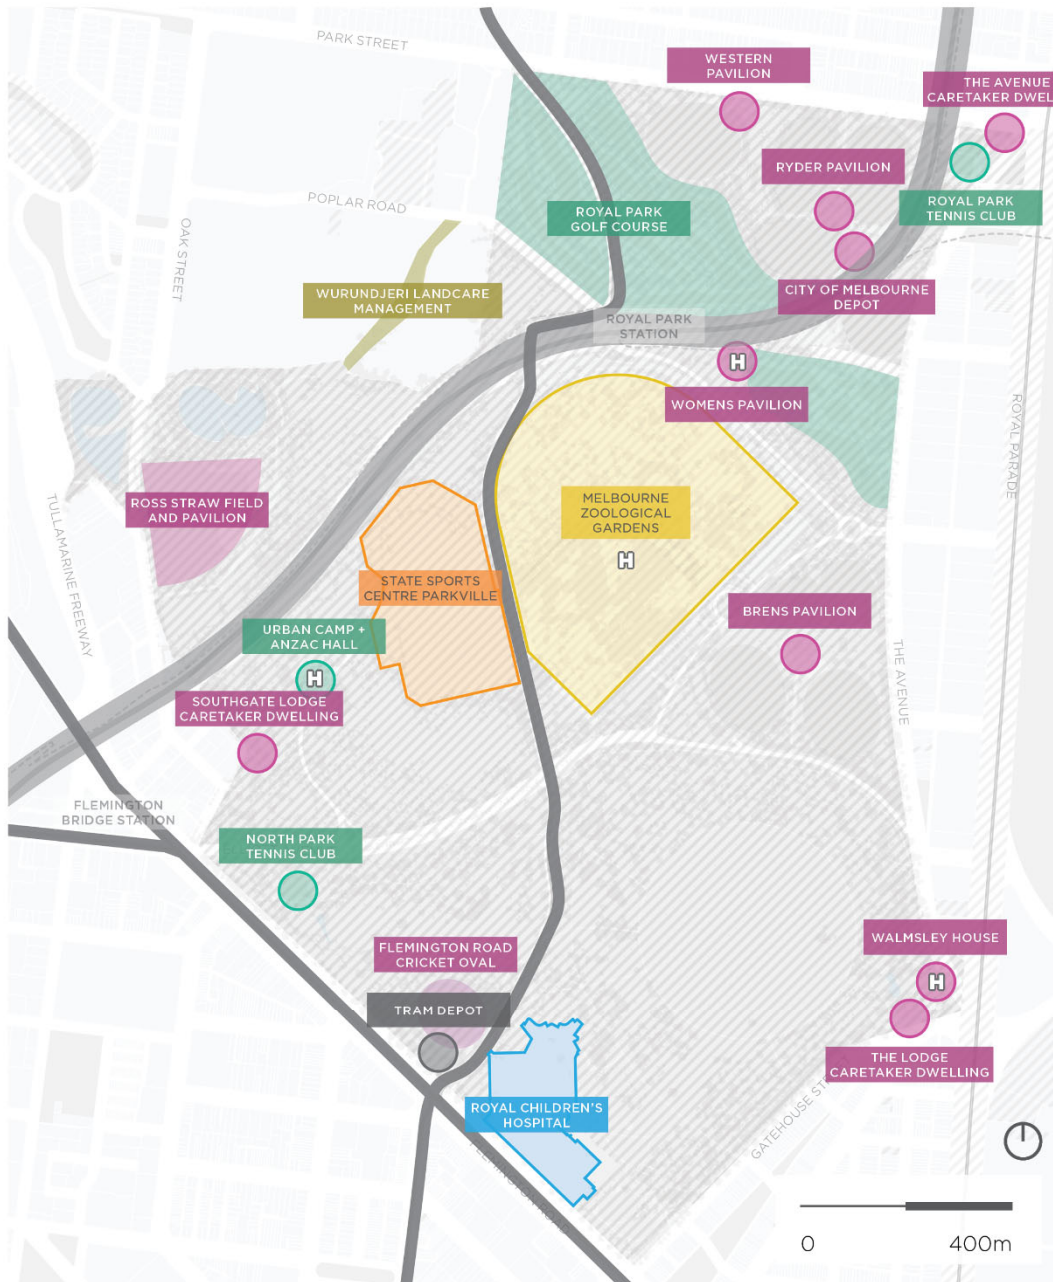 PARK STREET
WESTERN
PAVILION
THE AVENUE
CARETAKER DWEL
RYDER PAVILION
ROYAL PARK
TENNIS CLUB
POPLAR ROAD
ROYAL PARK
GOLF COURSE
OAK STREET
WURUNDJERI LANDCARE
MANAGEMENT
CITY OF MELBOURNE
DEPOT
ROYAL PARK
STATION
H
WOMENS PAVILION
ROYAL PARADE
ROSS STRAW FIELD
AND PAVILION
MELBOURNE
ZOOLOGICAL
GARDENS
H
TULLAMARINE FREEWAY
STATE SPORTS
CENTRE PARKVILLE
BRENS PAVILION
URBAN CAMP +
ANZAC HALL
H
THE AVENUE
SOUTHGATE LODGE
CARETAKER DWELLING
FLEMINGTON
BRIDGE STATION
NORTH PARK
TENNIS CLUB
FLEMINGTON ROAD
CRICKET OVAL
WALMSLEY HOUSE
H
TRAM DEPOT
THE LODGE
CARETAKER DWELLING
ROYAL CHILDREN'S
HOSPITAL
GATEHOUSE ST
0 400m